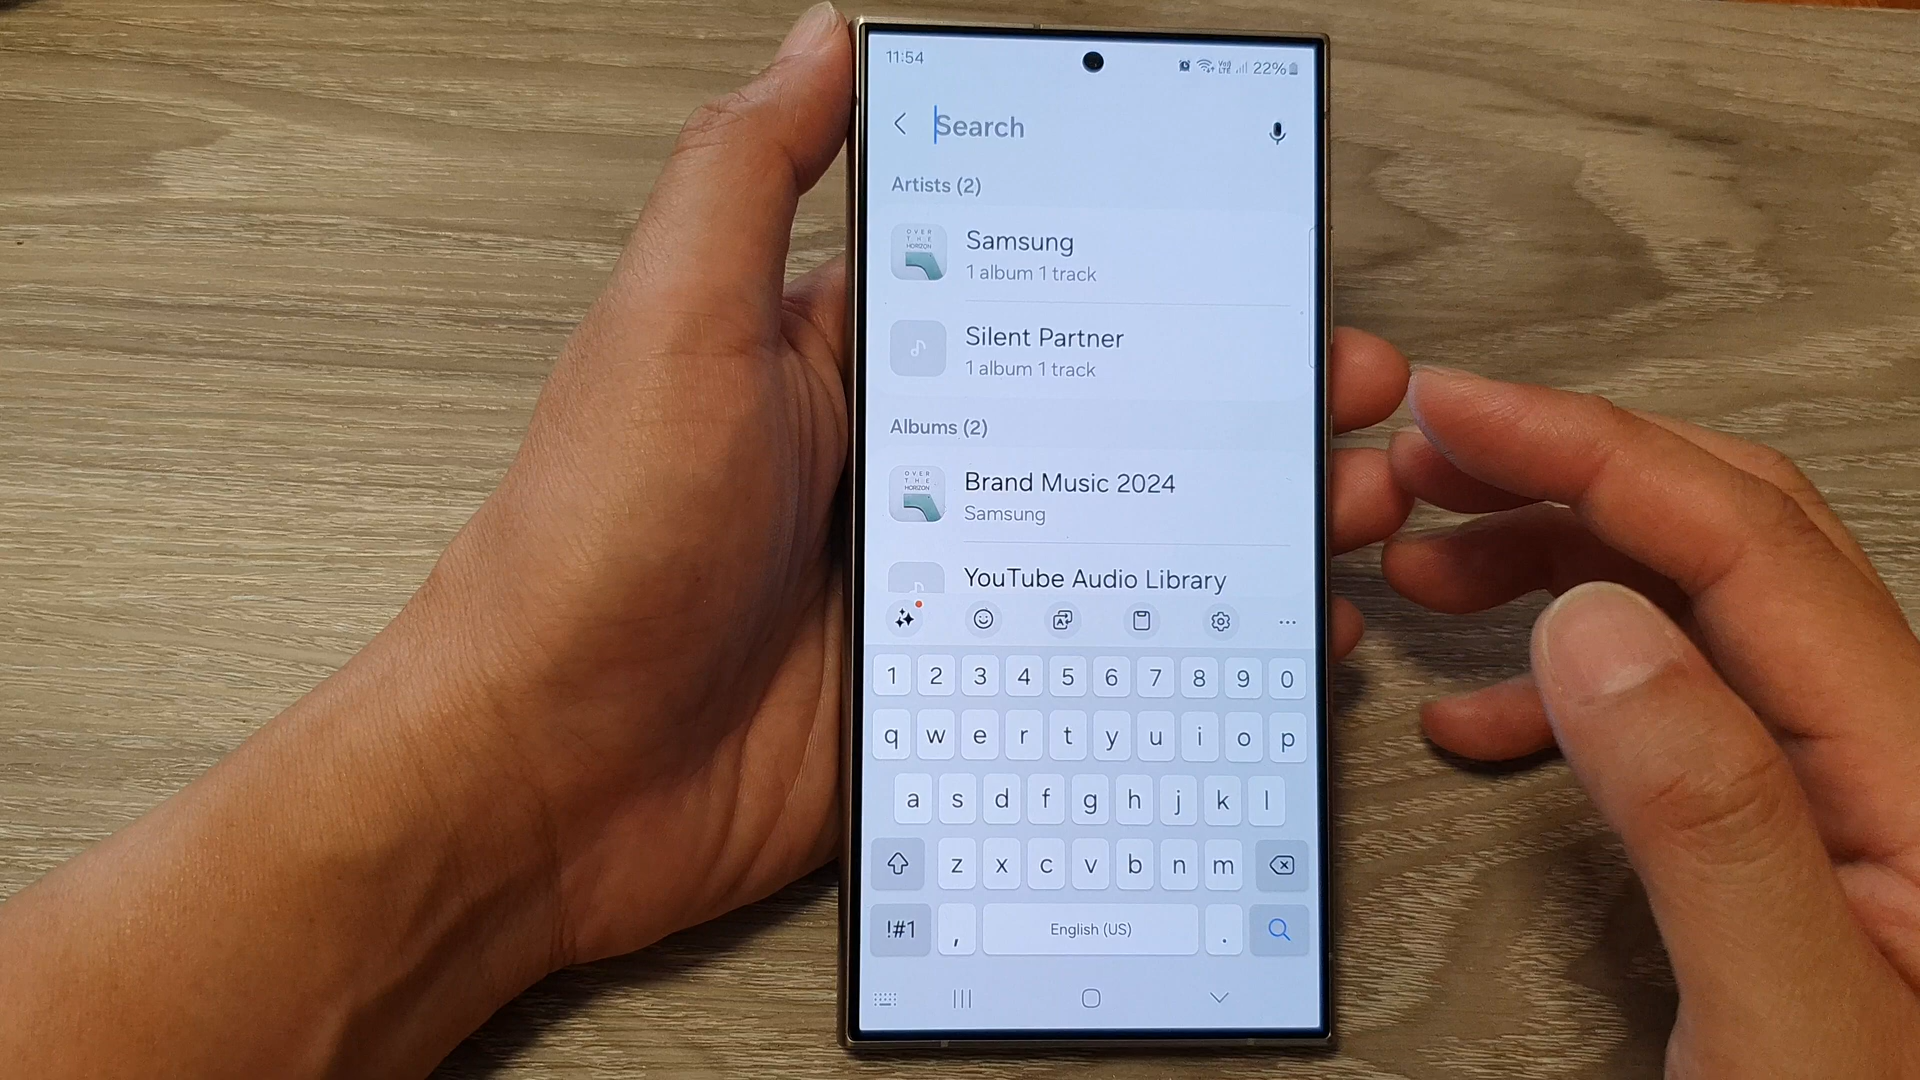 11:54
Vo)) LTE 22%
Search
Artists (2)
OVER
THE
HORIZON
Samsung
1 album 1 track
Silent Partner
1 album 1 track
Albums (2)
OVER
THE
HORIZON
Brand Music 2024
Samsung
YouTube Audio Library
1 2 3 4 5 6 7 8 9 0
q w e r t y u i o p
a s d f g h j k l
z x c v b n m
!#1 , English (US) .